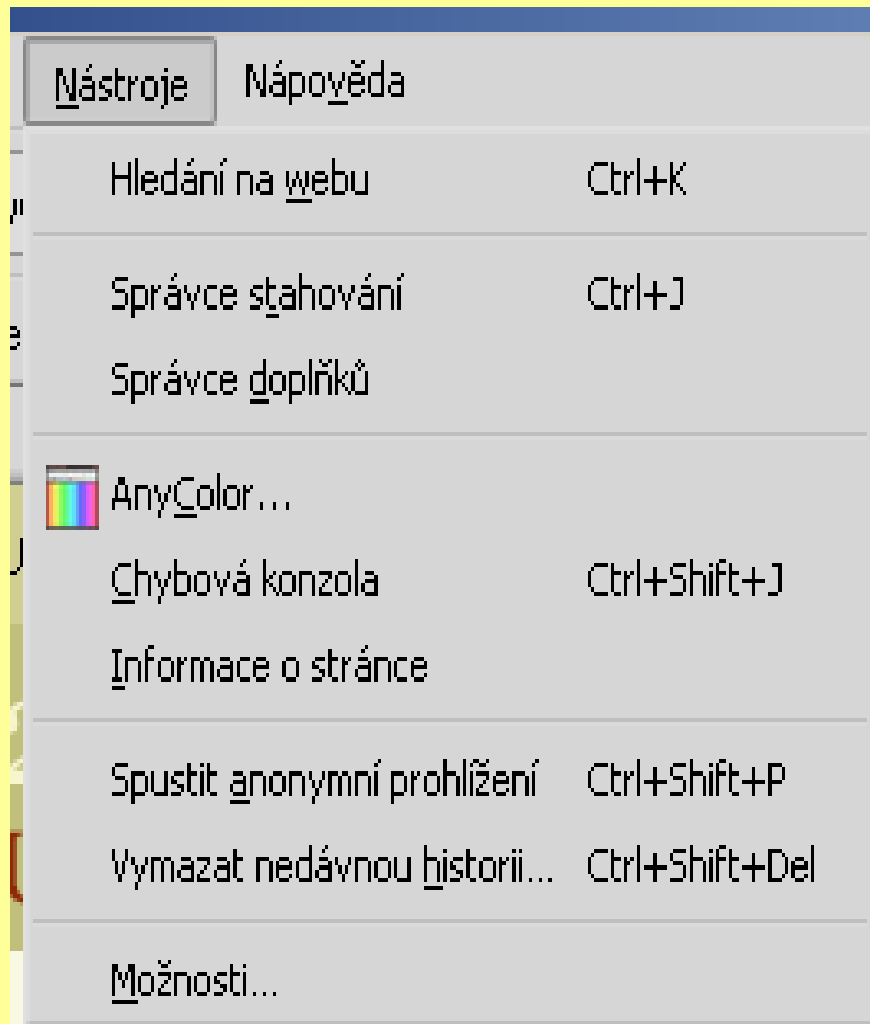 Nástroje Nápověda
Hledání na webu Ctrl+K
Správce stahování Ctrl+J
Správce doplňků
AnyColor...
Chybová konzola Ctrl+Shift+J
Informace o stránce
Spustit anonymní prohlížení Ctrl+Shift+P
Vymazat nedávnou historii... Ctrl+Shift+Del
Možnosti...